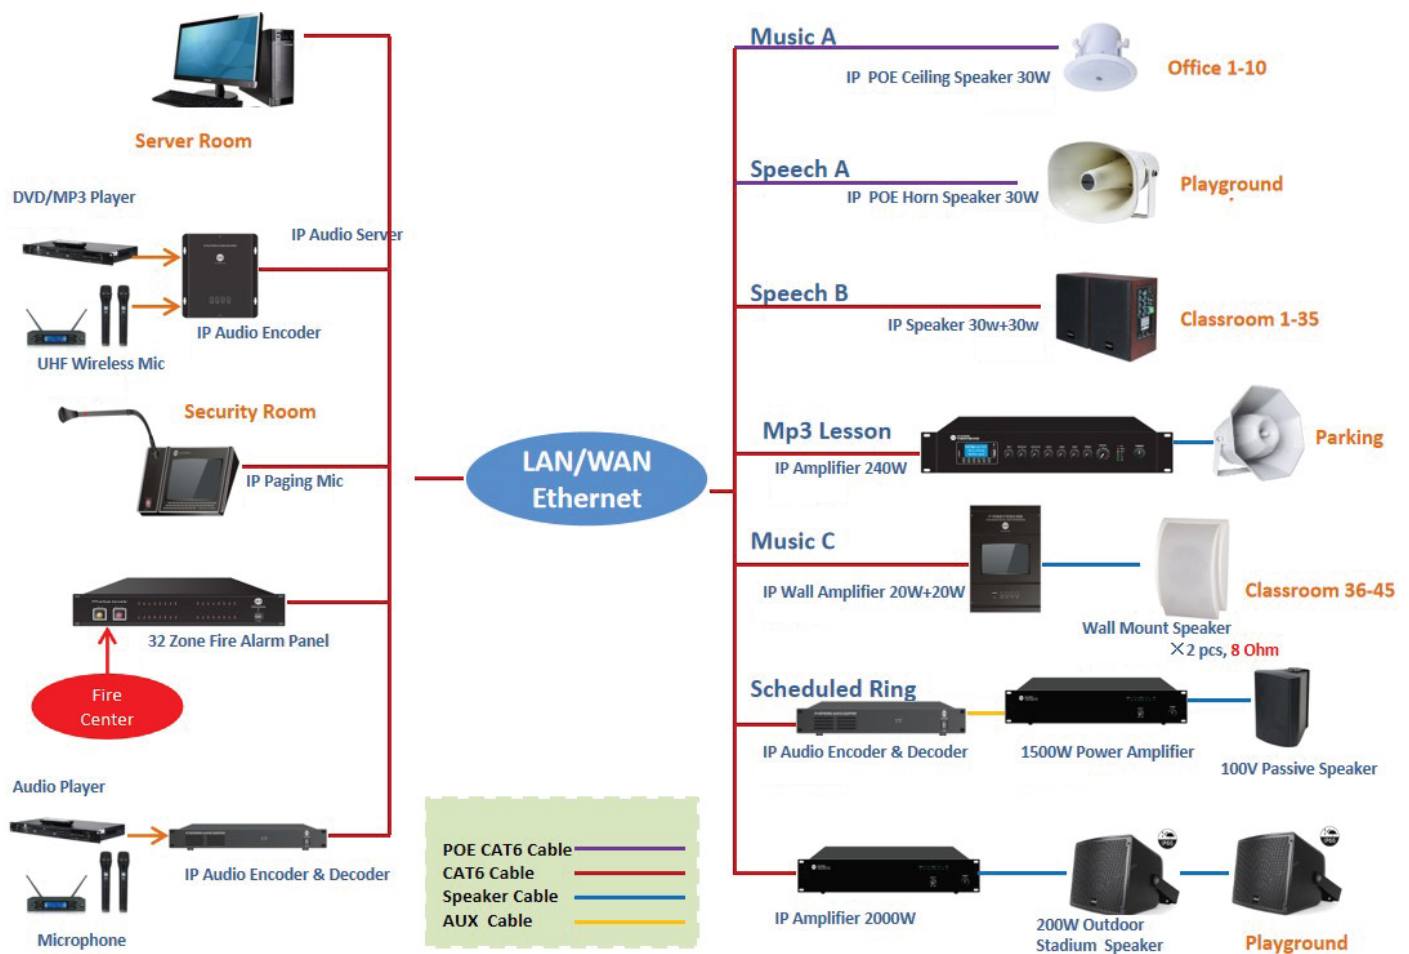 Server Room
DVD/MP3 Player
IP Audio Server
IP Audio Encoder
UHF Wireless Mic
Security Room
IP Paging Mic
32 Zone Fire Alarm Panel
Fire
Center
Audio Player
IP Audio Encoder & Decoder
Microphone
LAN/WAN
Ethernet
POE CAT6 Cable
CAT6 Cable
Speaker Cable
AUX Cable
Music A
IP POE Ceiling Speaker 30W
Office 1-10
Speech A
IP POE Horn Speaker 30W
Playground
Speech B
IP Speaker 30w+30w
Classroom 1-35
Mp3 Lesson
IP Amplifier 240W
Parking
Music C
IP Wall Amplifier 20W+20W
Wall Mount Speaker
×2 pcs, 8 Ohm
Classroom 36-45
Scheduled Ring
IP Audio Encoder & Decoder
1500W Power Amplifier
100V Passive Speaker
IP Amplifier 2000W
200W Outdoor
Stadium Speaker
IP66
IP66
Playground